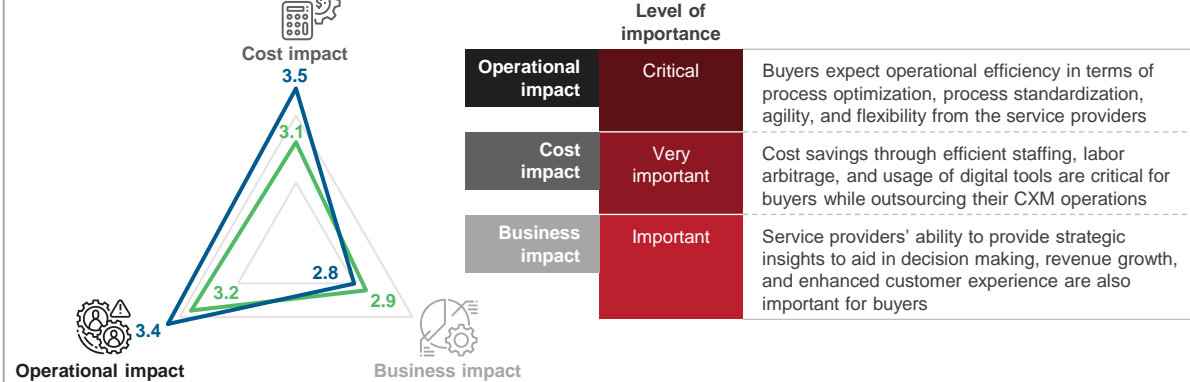 Cost impact
3.5
3.1
2.8
2.9
3.2
3.4
Operational impact
Business impact
Level of
importance
Operational
impact
Critical
Buyers expect operational efficiency in terms of
process optimization, process standardization,
agility, and flexibility from the service providers
Cost
impact
Very
important
Cost savings through efficient staffing, labor
arbitrage, and usage of digital tools are critical for
buyers while outsourcing their CXM operations
Business
impact
Important
Service providers’ ability to provide strategic
insights to aid in decision making, revenue growth,
and enhanced customer experience are also
important for buyers